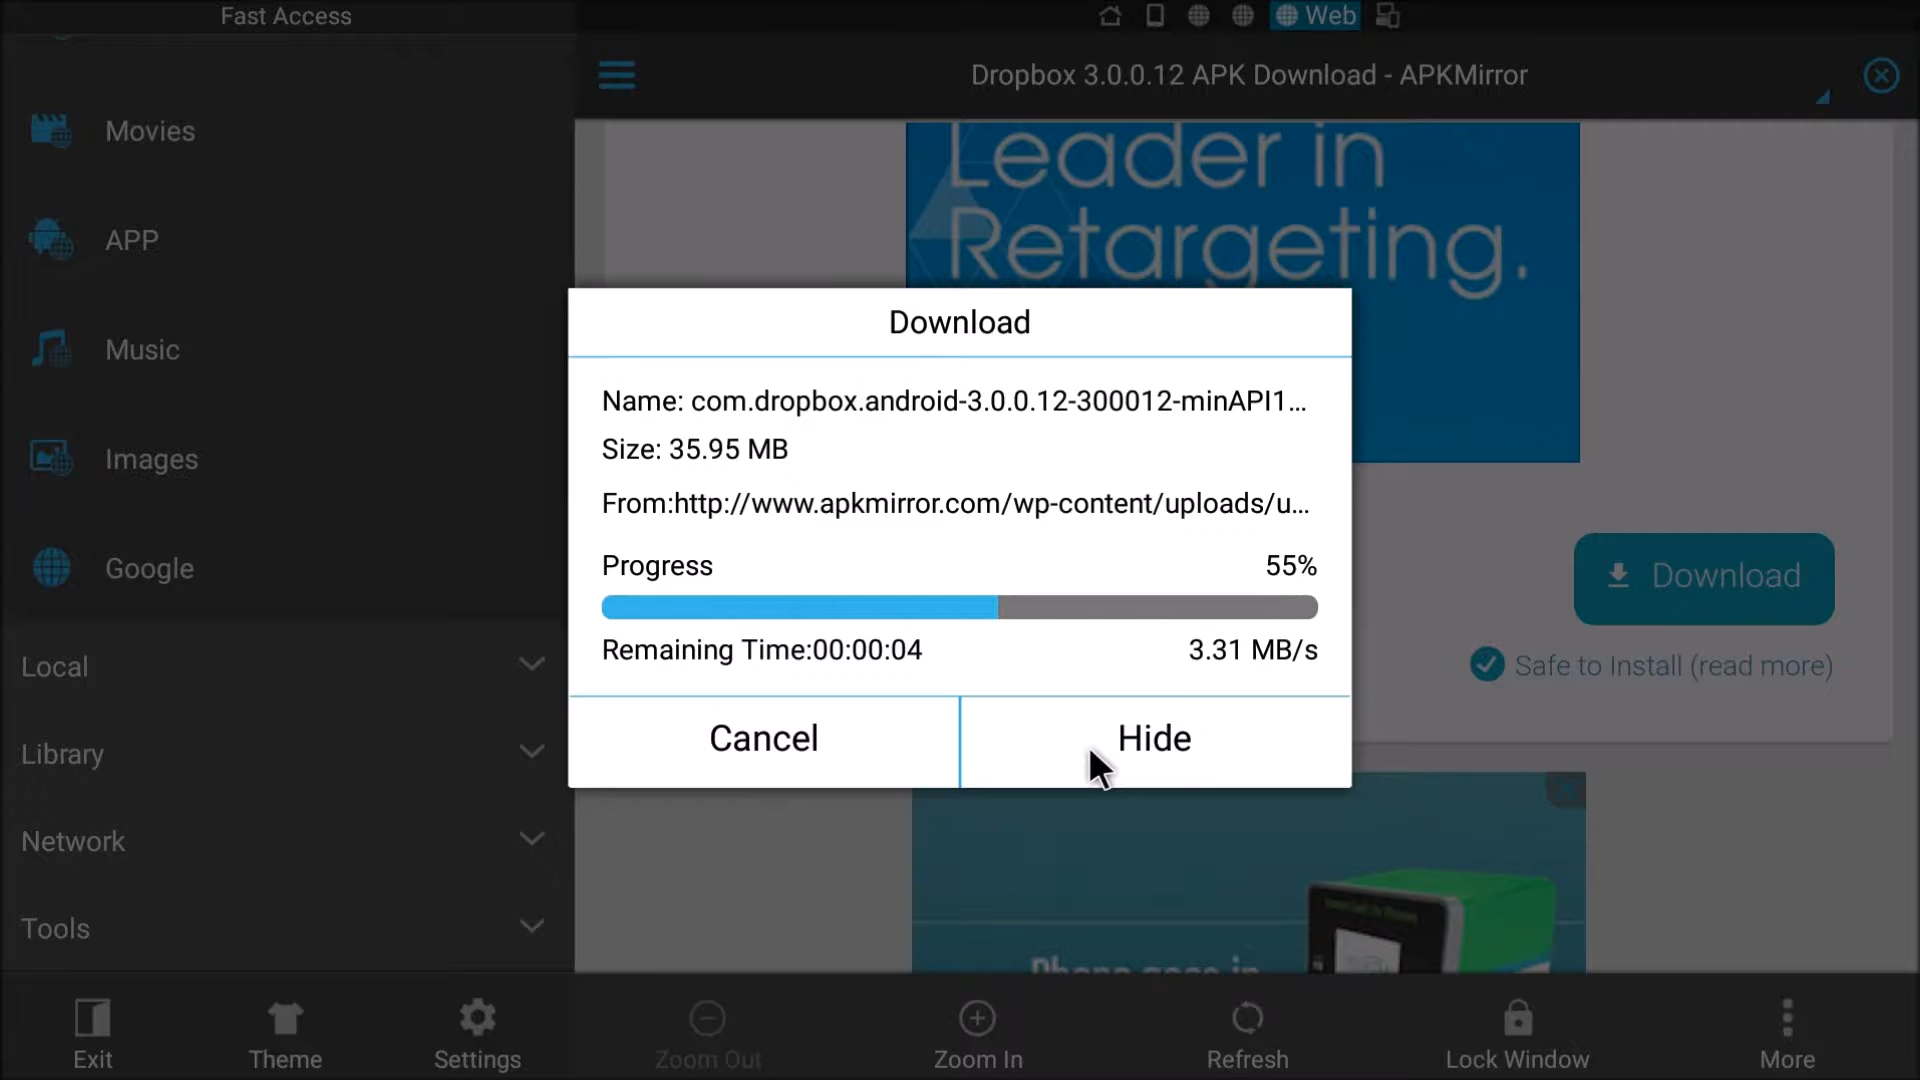 Fast Access
Web
Dropbox 3.0.0.12 APK Download - APKMirror
Movies
APP
Music
Images
Google
Local
Library
Network
Tools
Leader in
Retargeting.
Download
Name: com.dropbox.android-3.0.0.12-300012-minAPI1...
Size: 35.95 MB
From:http://www.apkmirror.com/wp-content/uploads/u...
Progress 55%
Remaining Time:00:00:04 3.31 MB/s
Cancel Hide
Download
Safe to Install (read more)
Phone goes in
Exit Theme Settings Zoom Out Zoom In Refresh Lock Window More